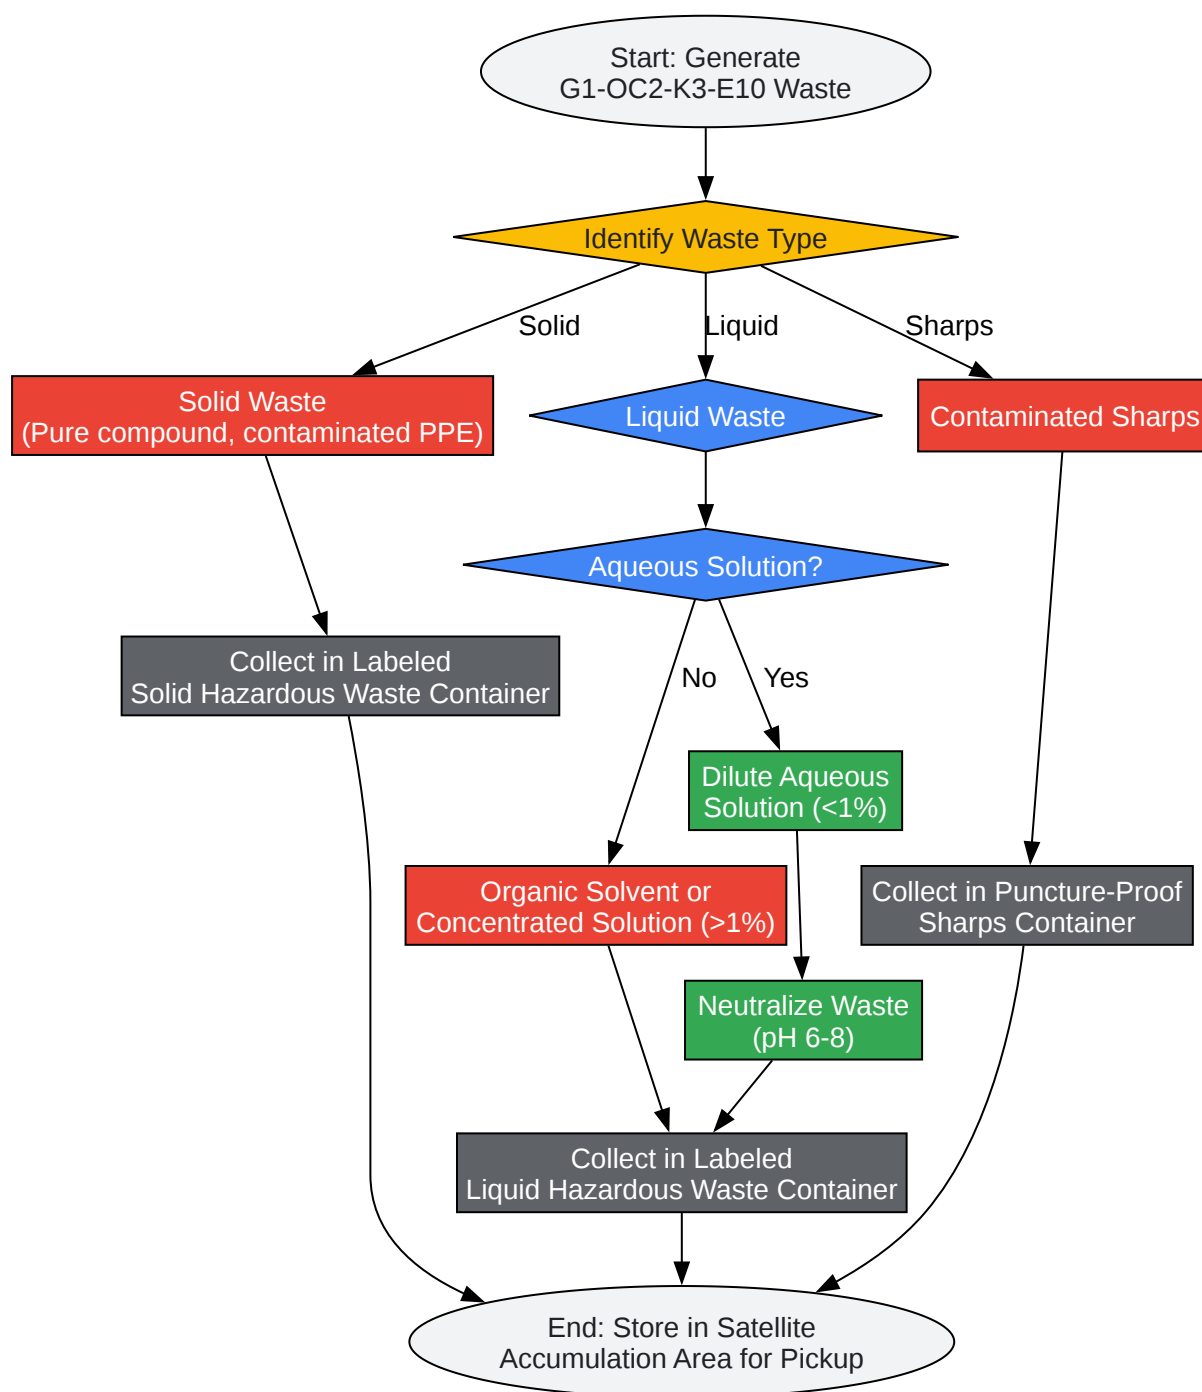 Start: Generate
G1-OC2-K3-E10 Waste
Identify Waste Type
Solid
Liquid
Sharps
Solid Waste
(Pure compound, contaminated PPE)
Liquid Waste
Contaminated Sharps
Aqueous Solution?
Collect in Labeled
Solid Hazardous Waste Container
No
Yes
Dilute Aqueous
Solution (<1%)
Organic Solvent or
Concentrated Solution (>1%)
Collect in Puncture-Proof
Sharps Container
Neutralize Waste
(pH 6-8)
Collect in Labeled
Liquid Hazardous Waste Container
End: Store in Satellite
Accumulation Area for Pickup